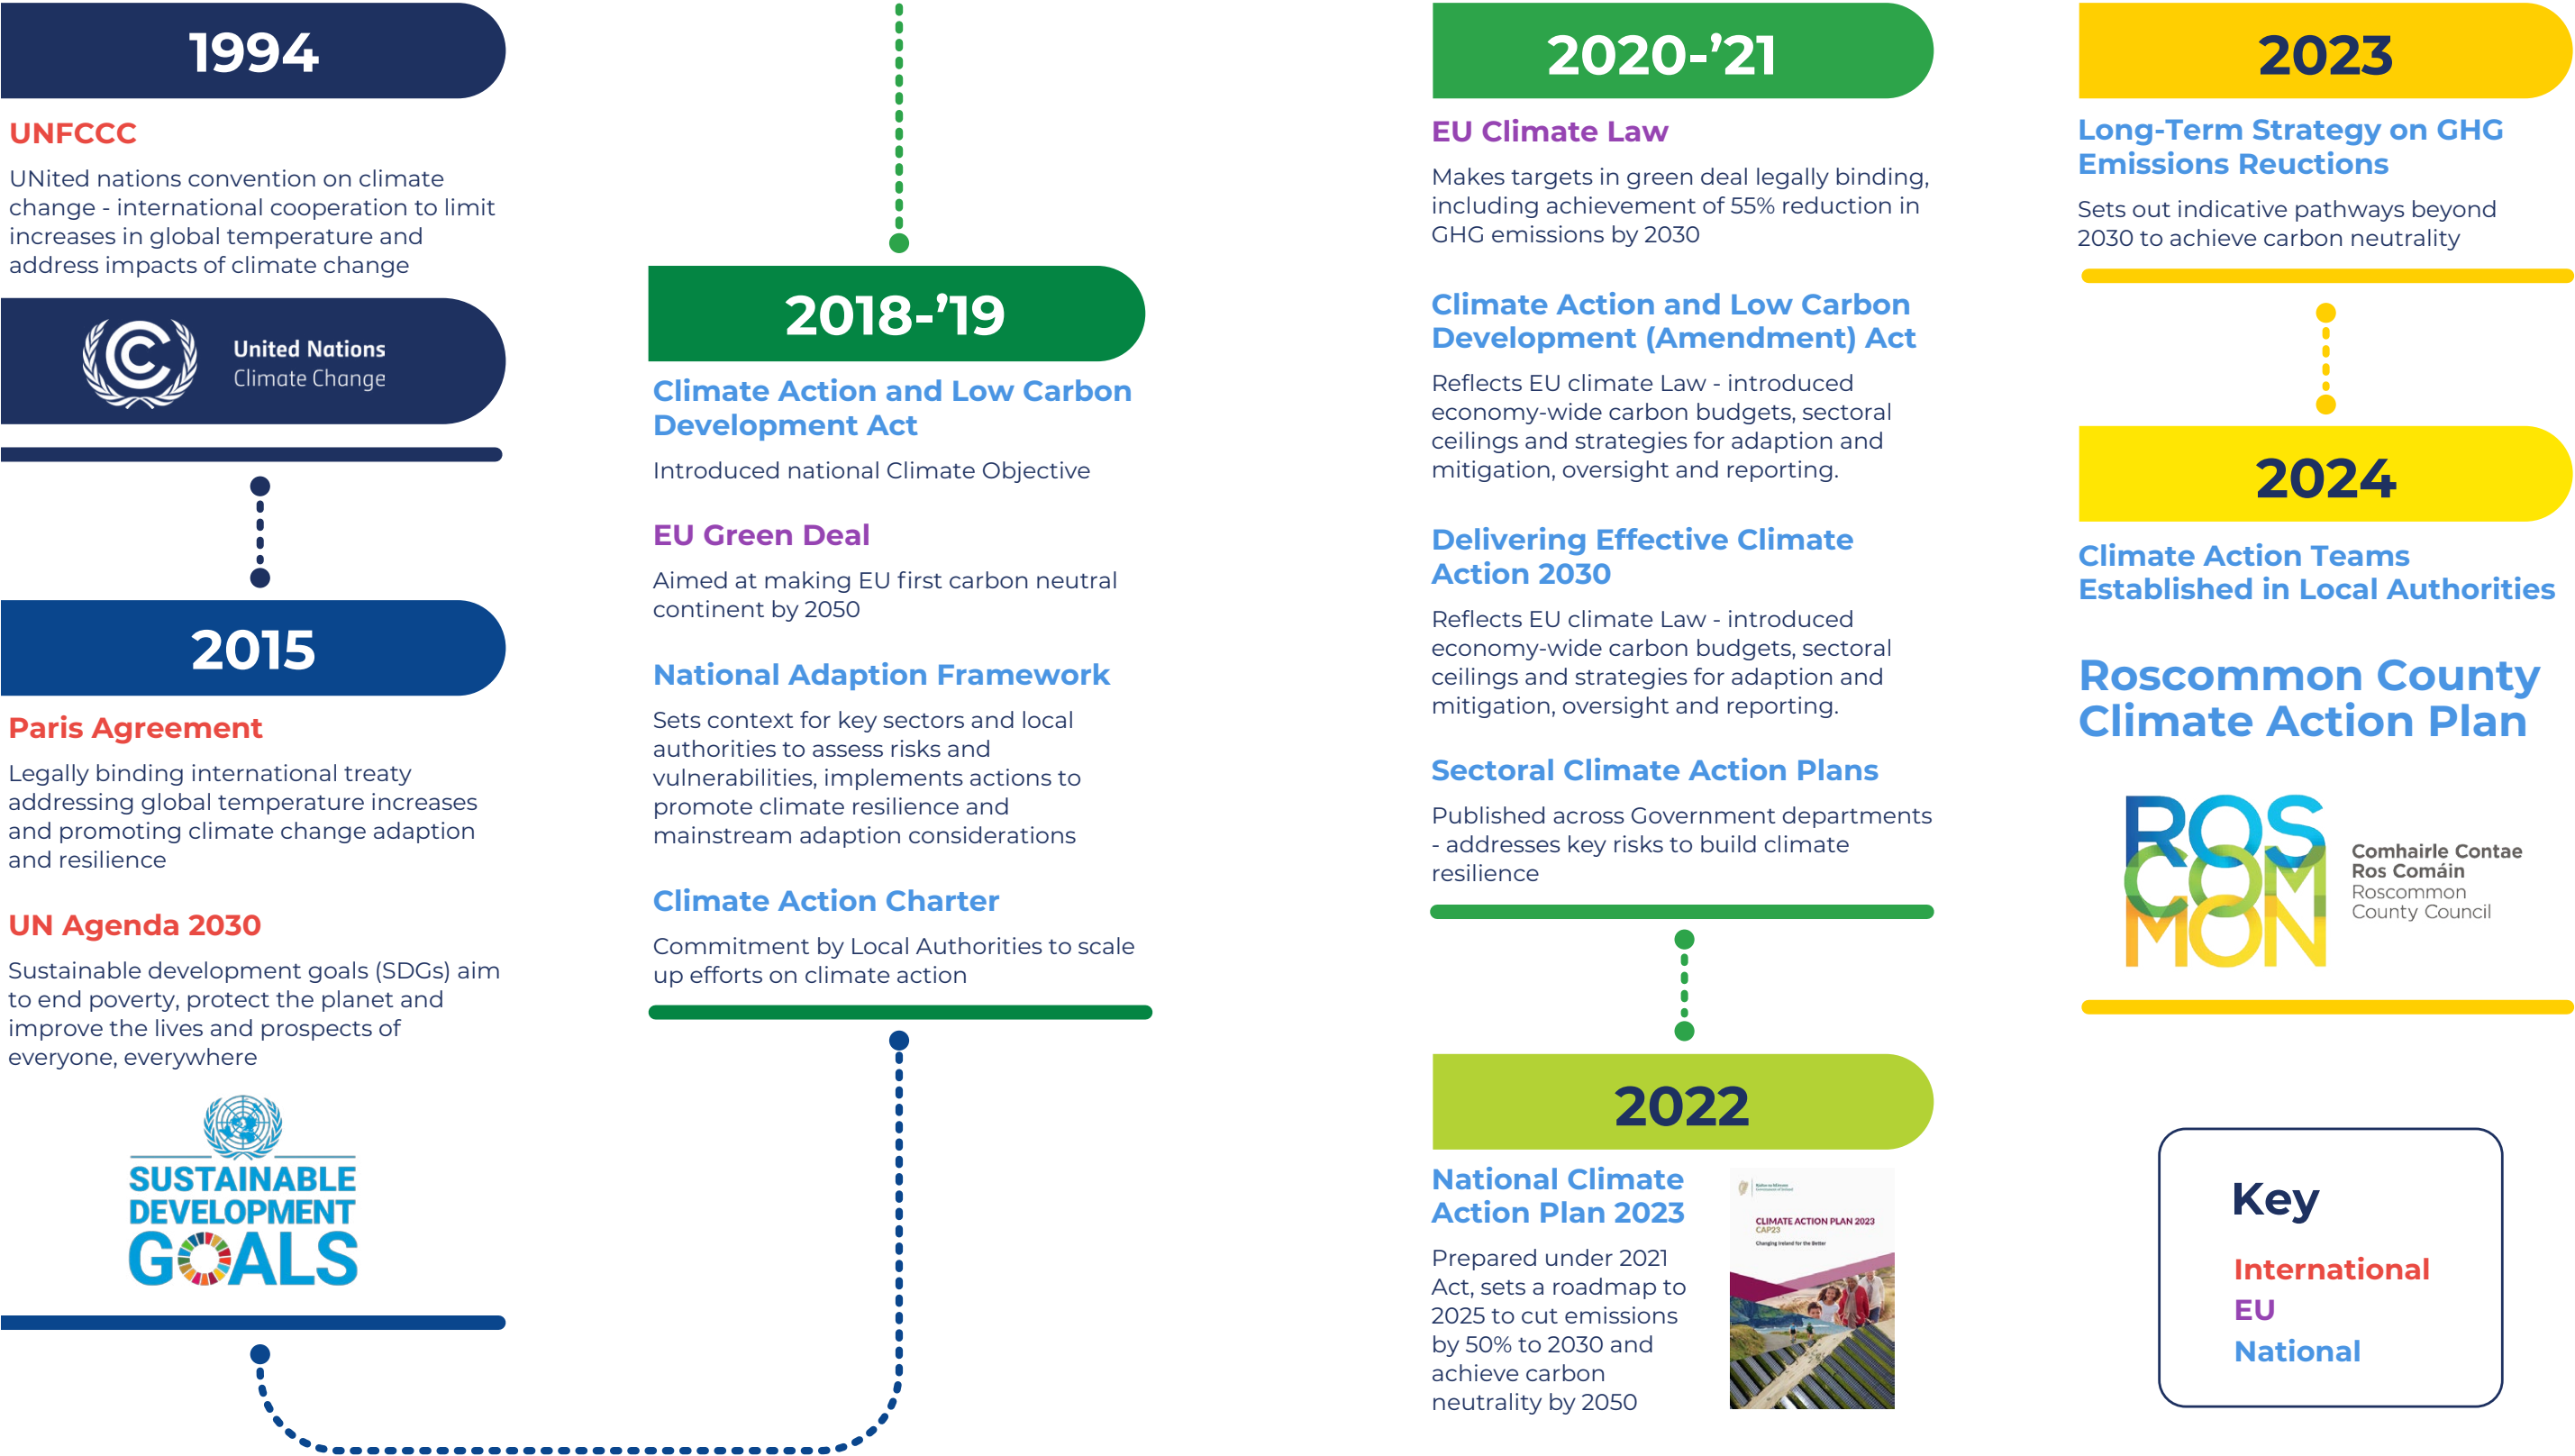 1994
UNFCCC
UNited nations convention on climate
change - international cooperation to limit
increases in global temperature and
address impacts of climate change
United Nations
Climate Change
2015
Paris Agreement
Legally binding international treaty
addressing global temperature increases
and promoting climate change adaption
and resilience
UN Agenda 2030
Sustainable development goals (SDGs) aim
to end poverty, protect the planet and
improve the lives and prospects of
everyone, everywhere
SUSTAINABLE
DEVELOPMENT
GOALS
2018-’19
Climate Action and Low Carbon
Development Act
Introduced national Climate Objective
EU Green Deal
Aimed at making EU first carbon neutral
continent by 2050
National Adaption Framework
Sets context for key sectors and local
authorities to assess risks and
vulnerabilities, implements actions to
promote climate resilience and
mainstream adaption considerations
Climate Action Charter
Commitment by Local Authorities to scale
up efforts on climate action
2020-’21
EU Climate Law
Makes targets in green deal legally binding,
including achievement of 55% reduction in
GHG emissions by 2030
Climate Action and Low Carbon
Development (Amendment) Act
Reflects EU climate Law - introduced
economy-wide carbon budgets, sectoral
ceilings and strategies for adaption and
mitigation, oversight and reporting.
Delivering Effective Climate
Action 2030
Reflects EU climate Law - introduced
economy-wide carbon budgets, sectoral
ceilings and strategies for adaption and
mitigation, oversight and reporting.
Sectoral Climate Action Plans
Published across Government departments
- addresses key risks to build climate
resilience
2022
National Climate
Action Plan 2023
Prepared under 2021
Act, sets a roadmap to
2025 to cut emissions
by 50% to 2030 and
achieve carbon
neutrality by 2050
CLIMATE ACTION PLAN 2023
CAP23
Changing Ireland for the Better
2023
Long-Term Strategy on GHG
Emissions Reuctions
Sets out indicative pathways beyond
2030 to achieve carbon neutrality
2024
Climate Action Teams
Established in Local Authorities
Roscommon County
Climate Action Plan
ROS
COM
MON
Comhairle Contae
Ros Comáin
Roscommon
County Council
Key
International
EU
National